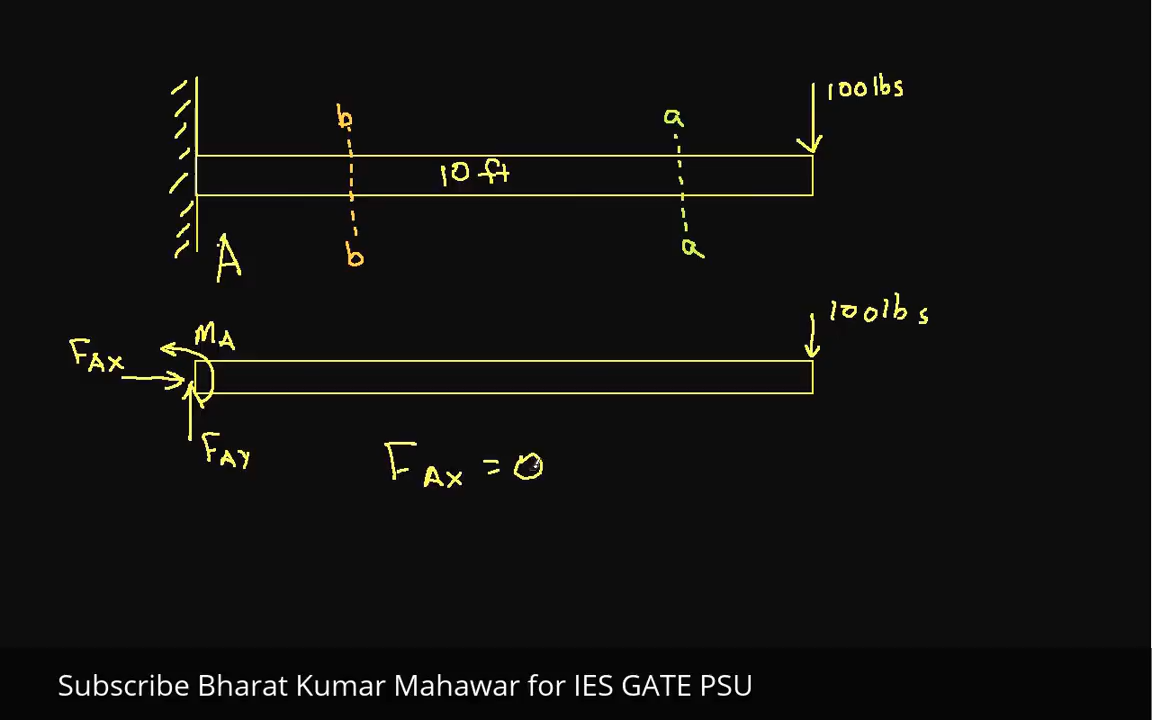 100lbs
b
a
10 ft
b
a
A
100lbs
MA
FAX
FAY
FAX = 0
Subscribe Bharat Kumar Mahawar for IES GATE PSU